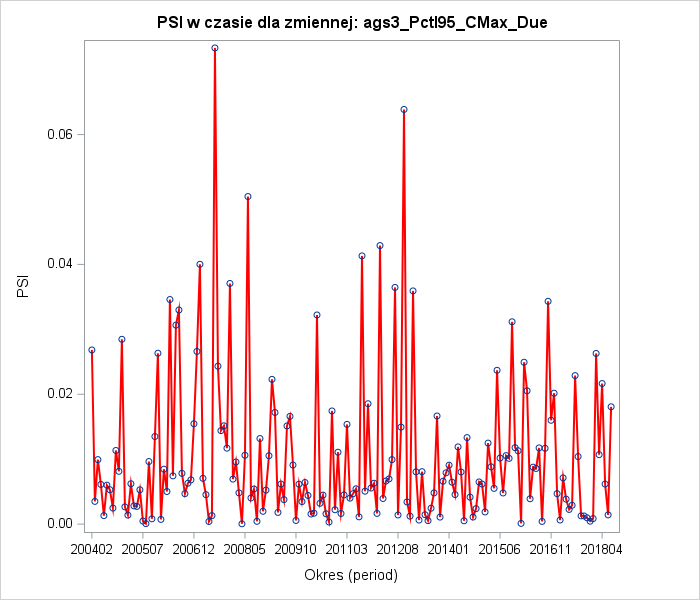 PSI w czasie dla zmiennej: ags3_Pctl95_CMax_Due
0.06
0.04
PSI
0.02
0.00
200402 200507 200612 200805 200910 201103 201208 201401 201506 201611 201804
Okres (period)